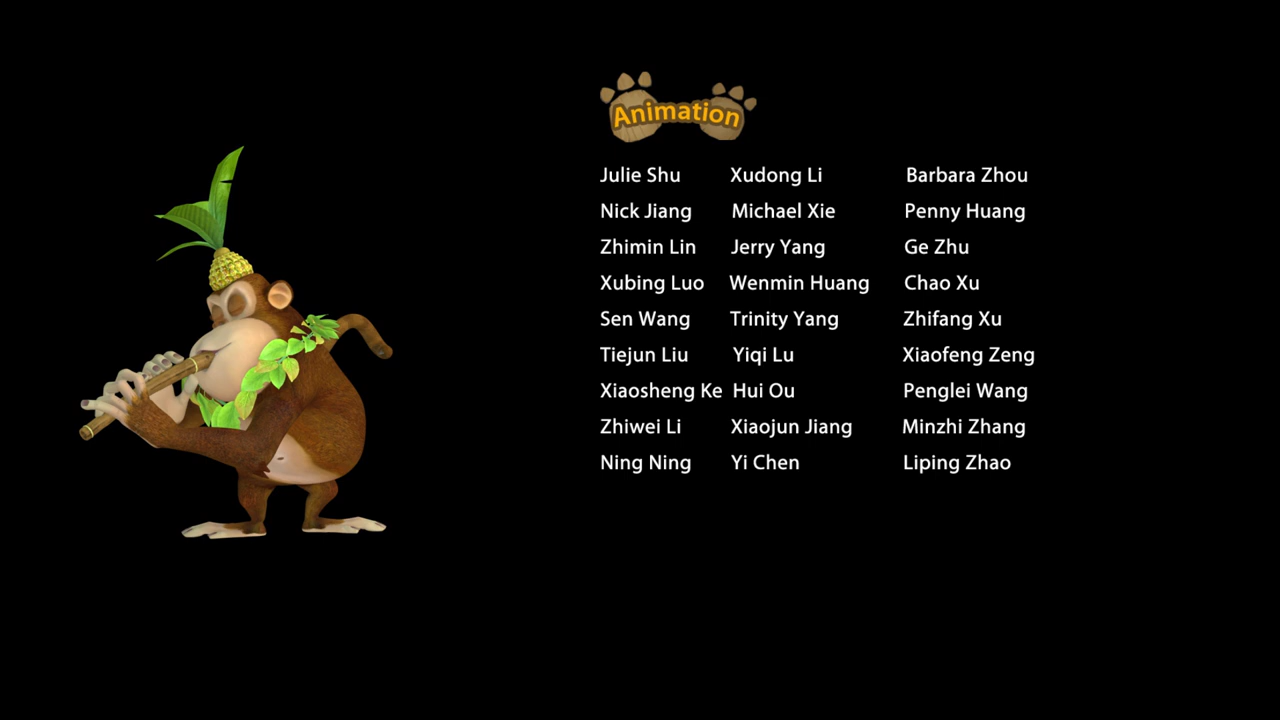 Animation
Julie Shu Xudong Li Barbara Zhou
Nick Jiang Michael Xie Penny Huang
Zhimin Lin Jerry Yang Ge Zhu
Xubing Luo Wenmin Huang Chao Xu
Sen Wang Trinity Yang Zhifang Xu
Tiejun Liu Yiqi Lu Xiaofeng Zeng
Xiaosheng Ke Hui Ou Penglei Wang
Zhiwei Li Xiaojun Jiang Minzhi Zhang
Ning Ning Yi Chen Liping Zhao